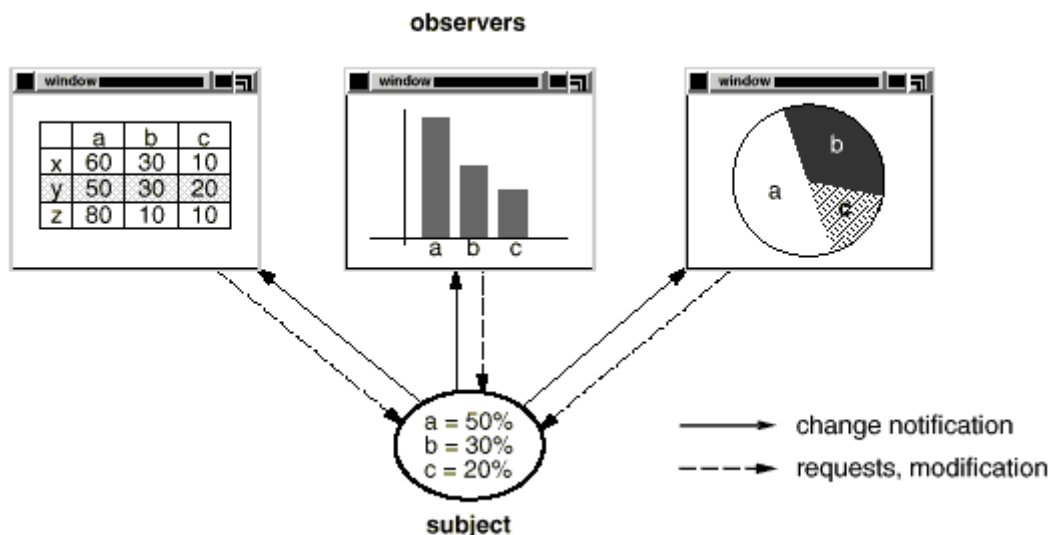 observers
window
a b c
x 60 30 10
y 50 30 20
z 80 10 10
window
a b c
window
a
b
c
a = 50%
b = 30%
c = 20%
subject
change notification
requests, modification